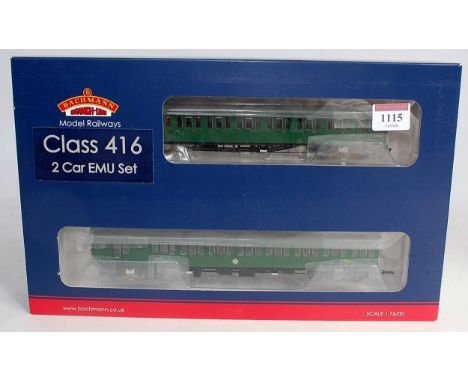 BACHMANN
BRANCH-LINE
Model Railways
Class 416
2 Car EMU Set
1115
www.bachmann.co.uk
SCALE 1:76/00